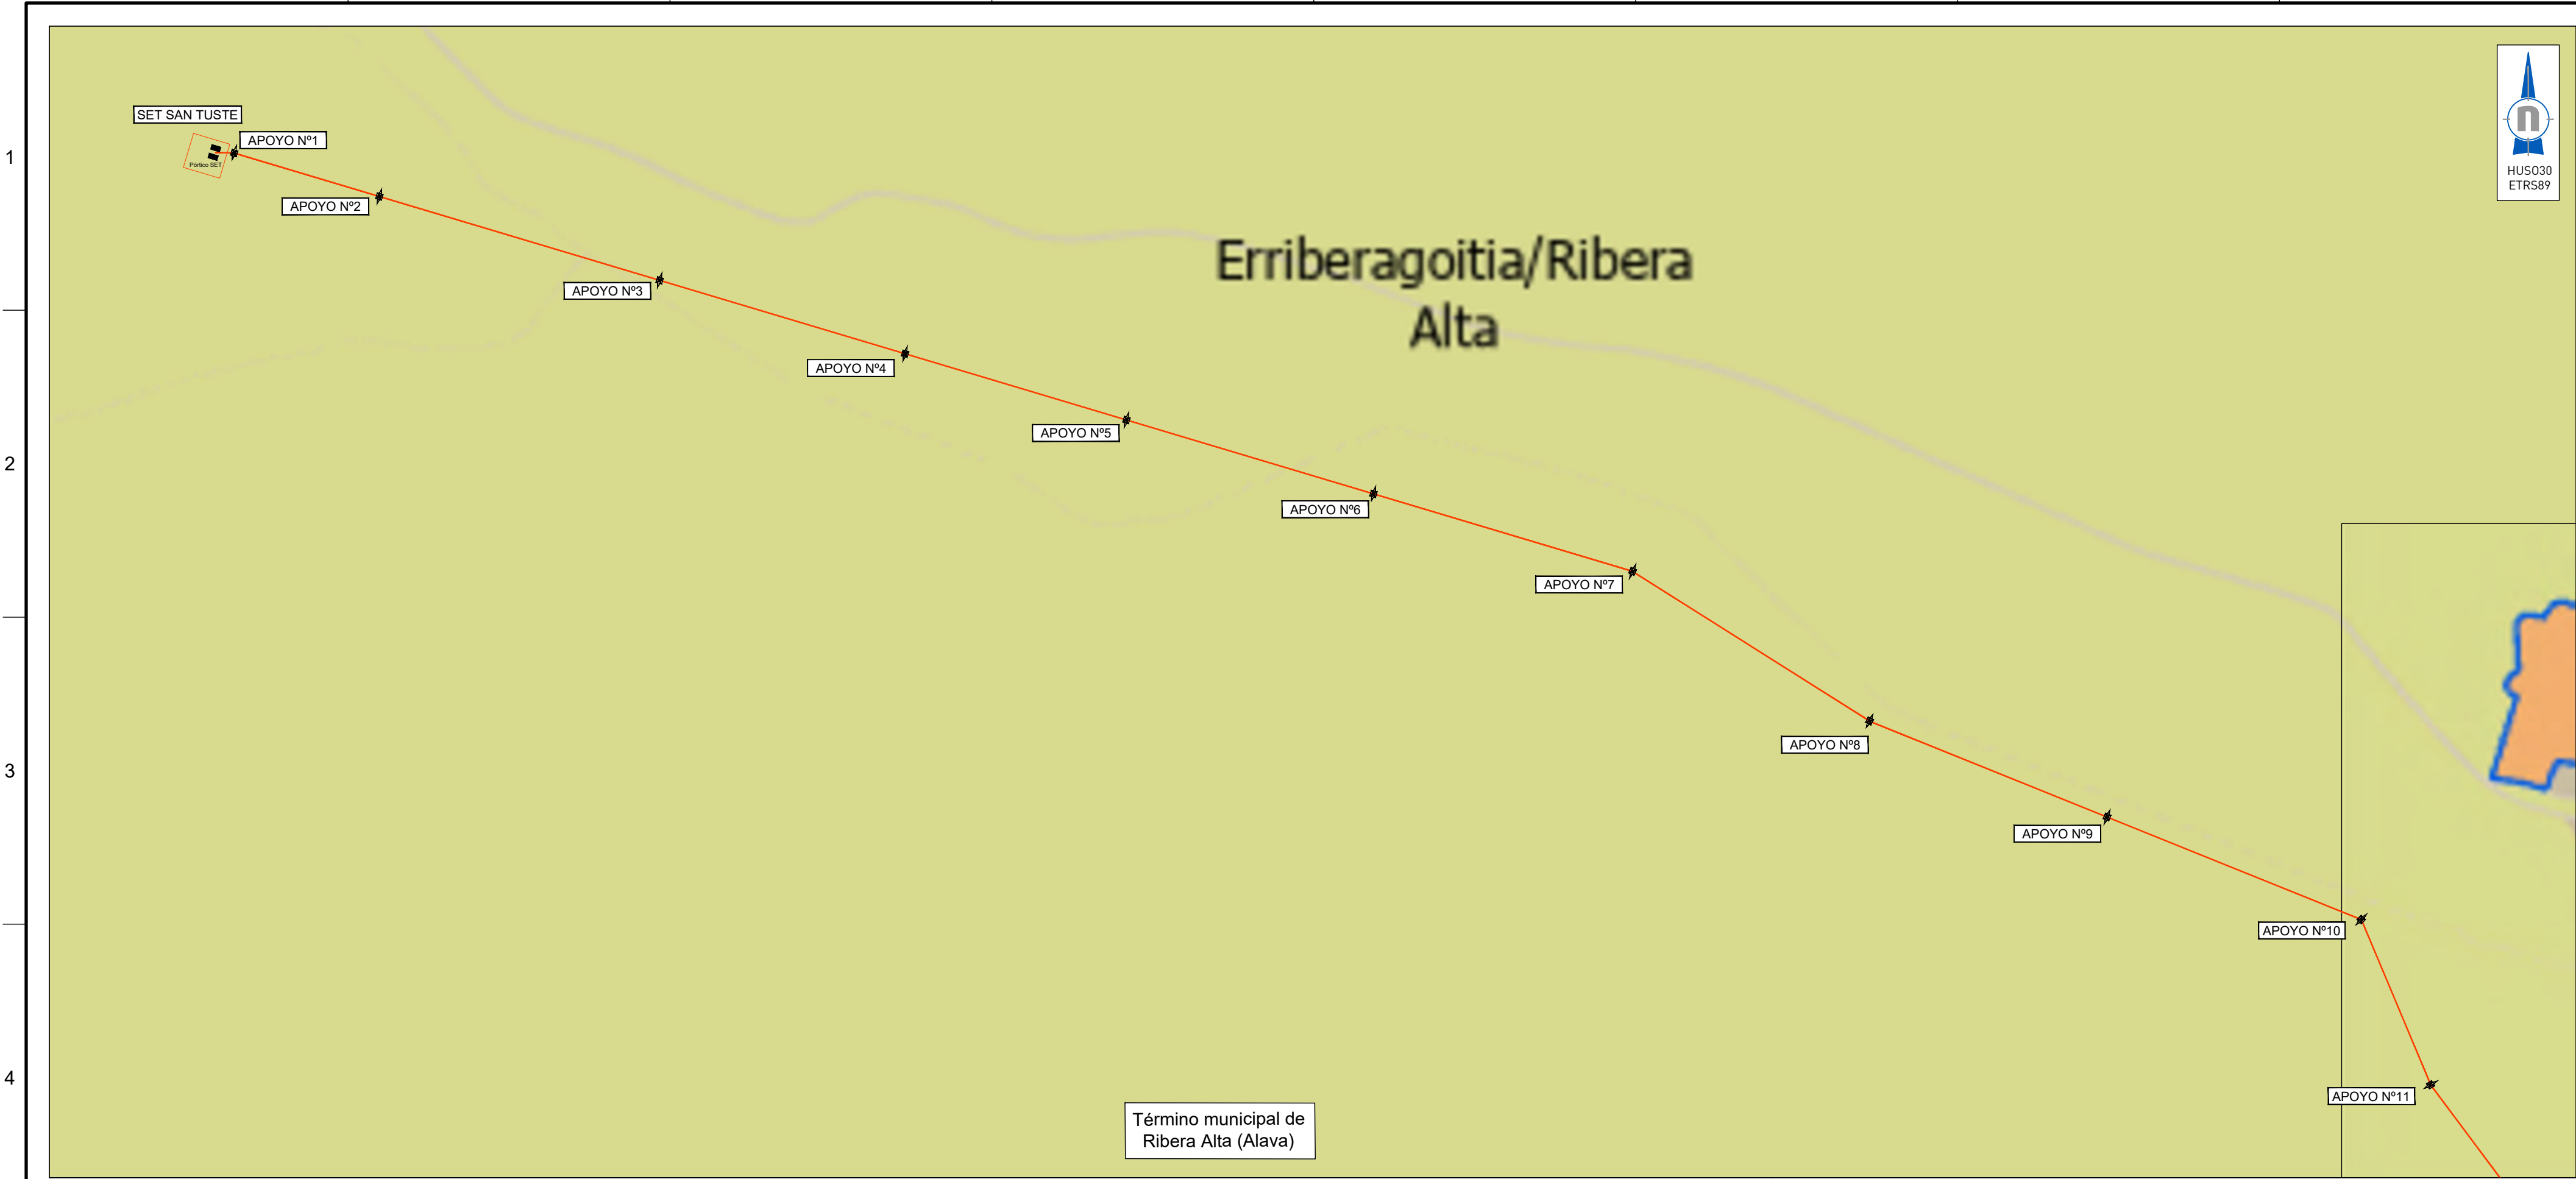 SET SAN TUSTE
APOYO Nº1
1
Pórtico SET
n
HUSO30
ETRS89
APOYO Nº2
Erriberagoitia/Ribera
Alta
APOYO Nº3
APOYO Nº4
APOYO Nº5
2
APOYO Nº6
APOYO Nº7
APOYO Nº8
3
APOYO Nº9
APOYO Nº10
4
APOYO Nº11
Término municipal de
Ribera Alta (Alava)